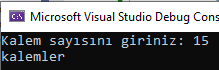 Microsoft Visual Studio Debug Cons
Kalem sayısını giriniz: 15
kalemler